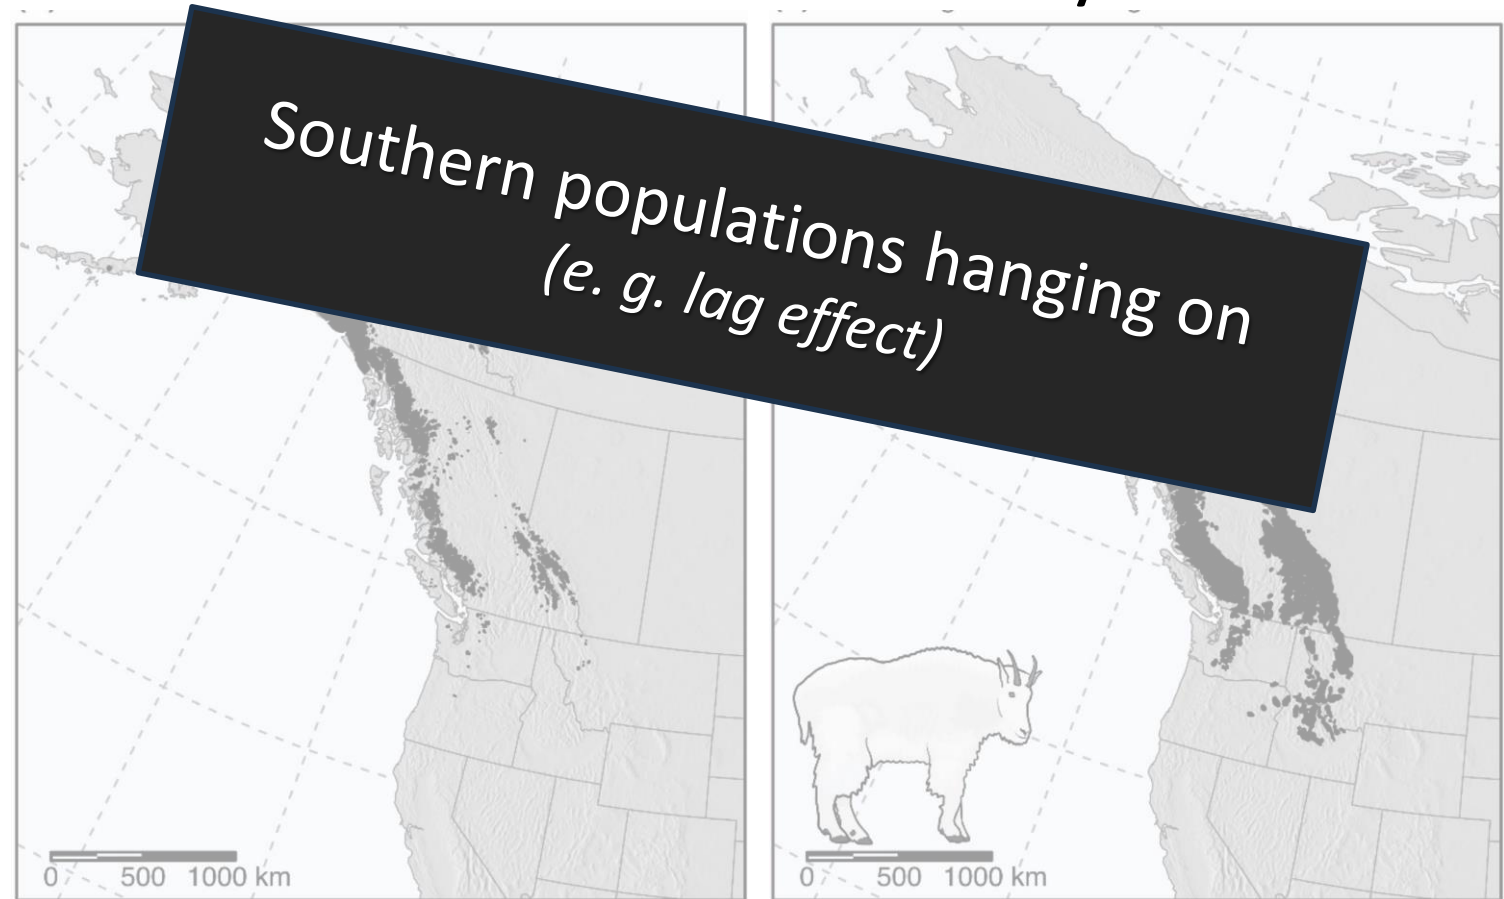 Southern populations hanging on
(e. g. lag effect)
0 500 1000 km
0 500 1000 km